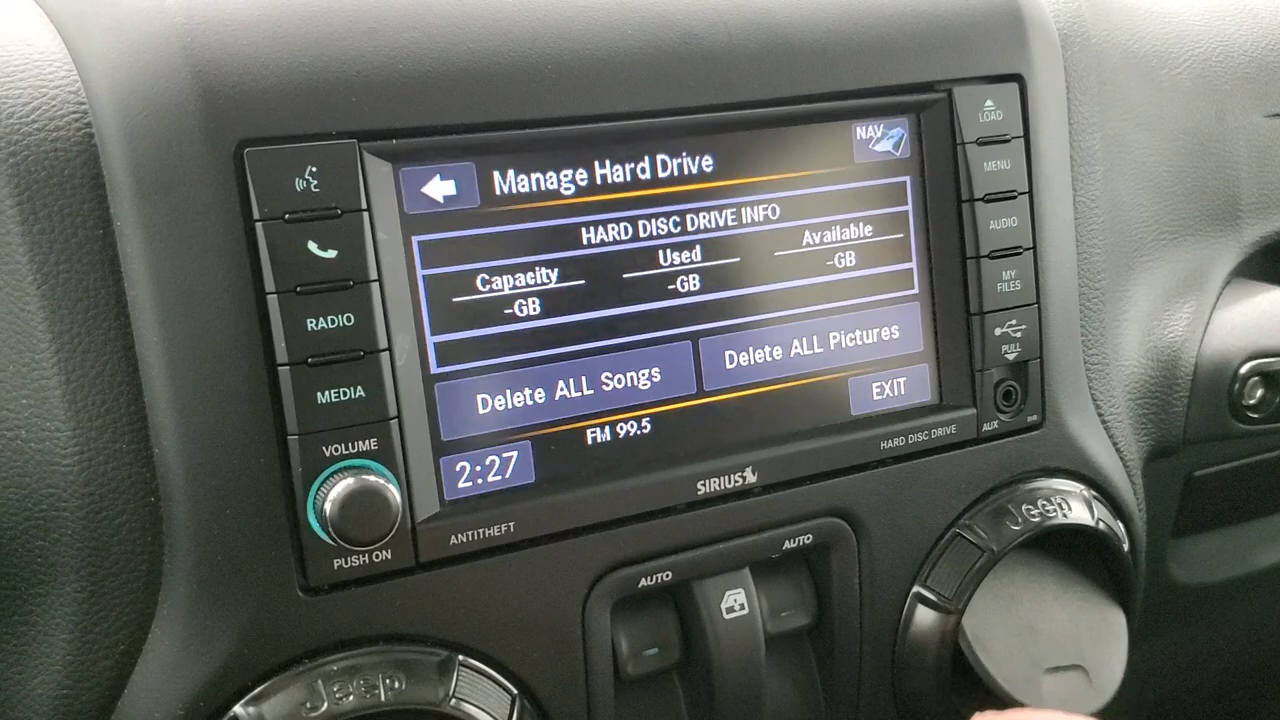 LOAD
NAV
Manage Hard Drive
MENU
HARD DISC DRIVE INFO
Capacity Used Available
-GB -GB -GB
AUDIO
MY
FILES
RADIO
PULL
Delete ALL Songs Delete ALL Pictures
MEDIA
EXIT
AUX
FM 99.5
VOLUME
2:27
HARD DISC DRIVE
SIRIUS
ANTITHEFT
PUSH ON
AUTO AUTO
Jeep
Jeep